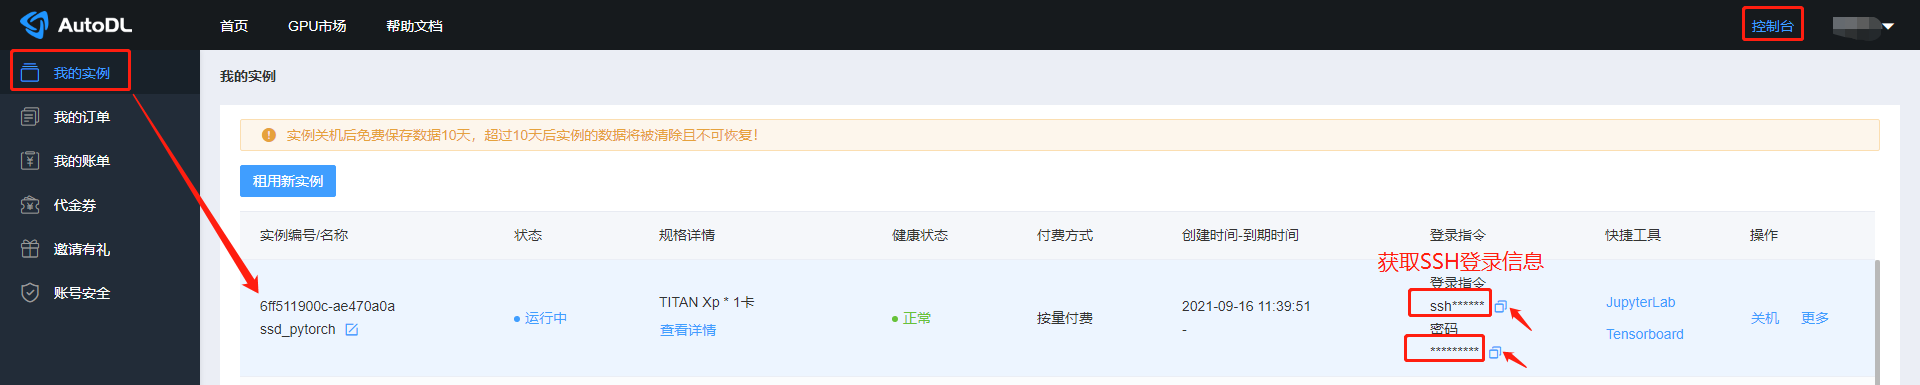 AutoDL 首页 GPU市场 帮助文档 控制台
我的实例
我的订单
我的账单
代金券
邀请有礼
账号安全
我的实例
实例关机后免费保存数据10天，超过10天后实例的数据将被清除且不可恢复！
租用新实例
实例编号/名称 状态 规格详情 健康状态 付费方式 创建时间-到期时间 登录指令 快捷工具 操作
获取SSH登录信息
6ff511900c-ae470a0a
ssd_pytorch
运行中
TITAN Xp * 1卡
查看详情
正常
按量付费
2021-09-16 11:39:51
-
登录指令
ssh******
密码
*********
JupyterLab
Tensorboard
关机 更多